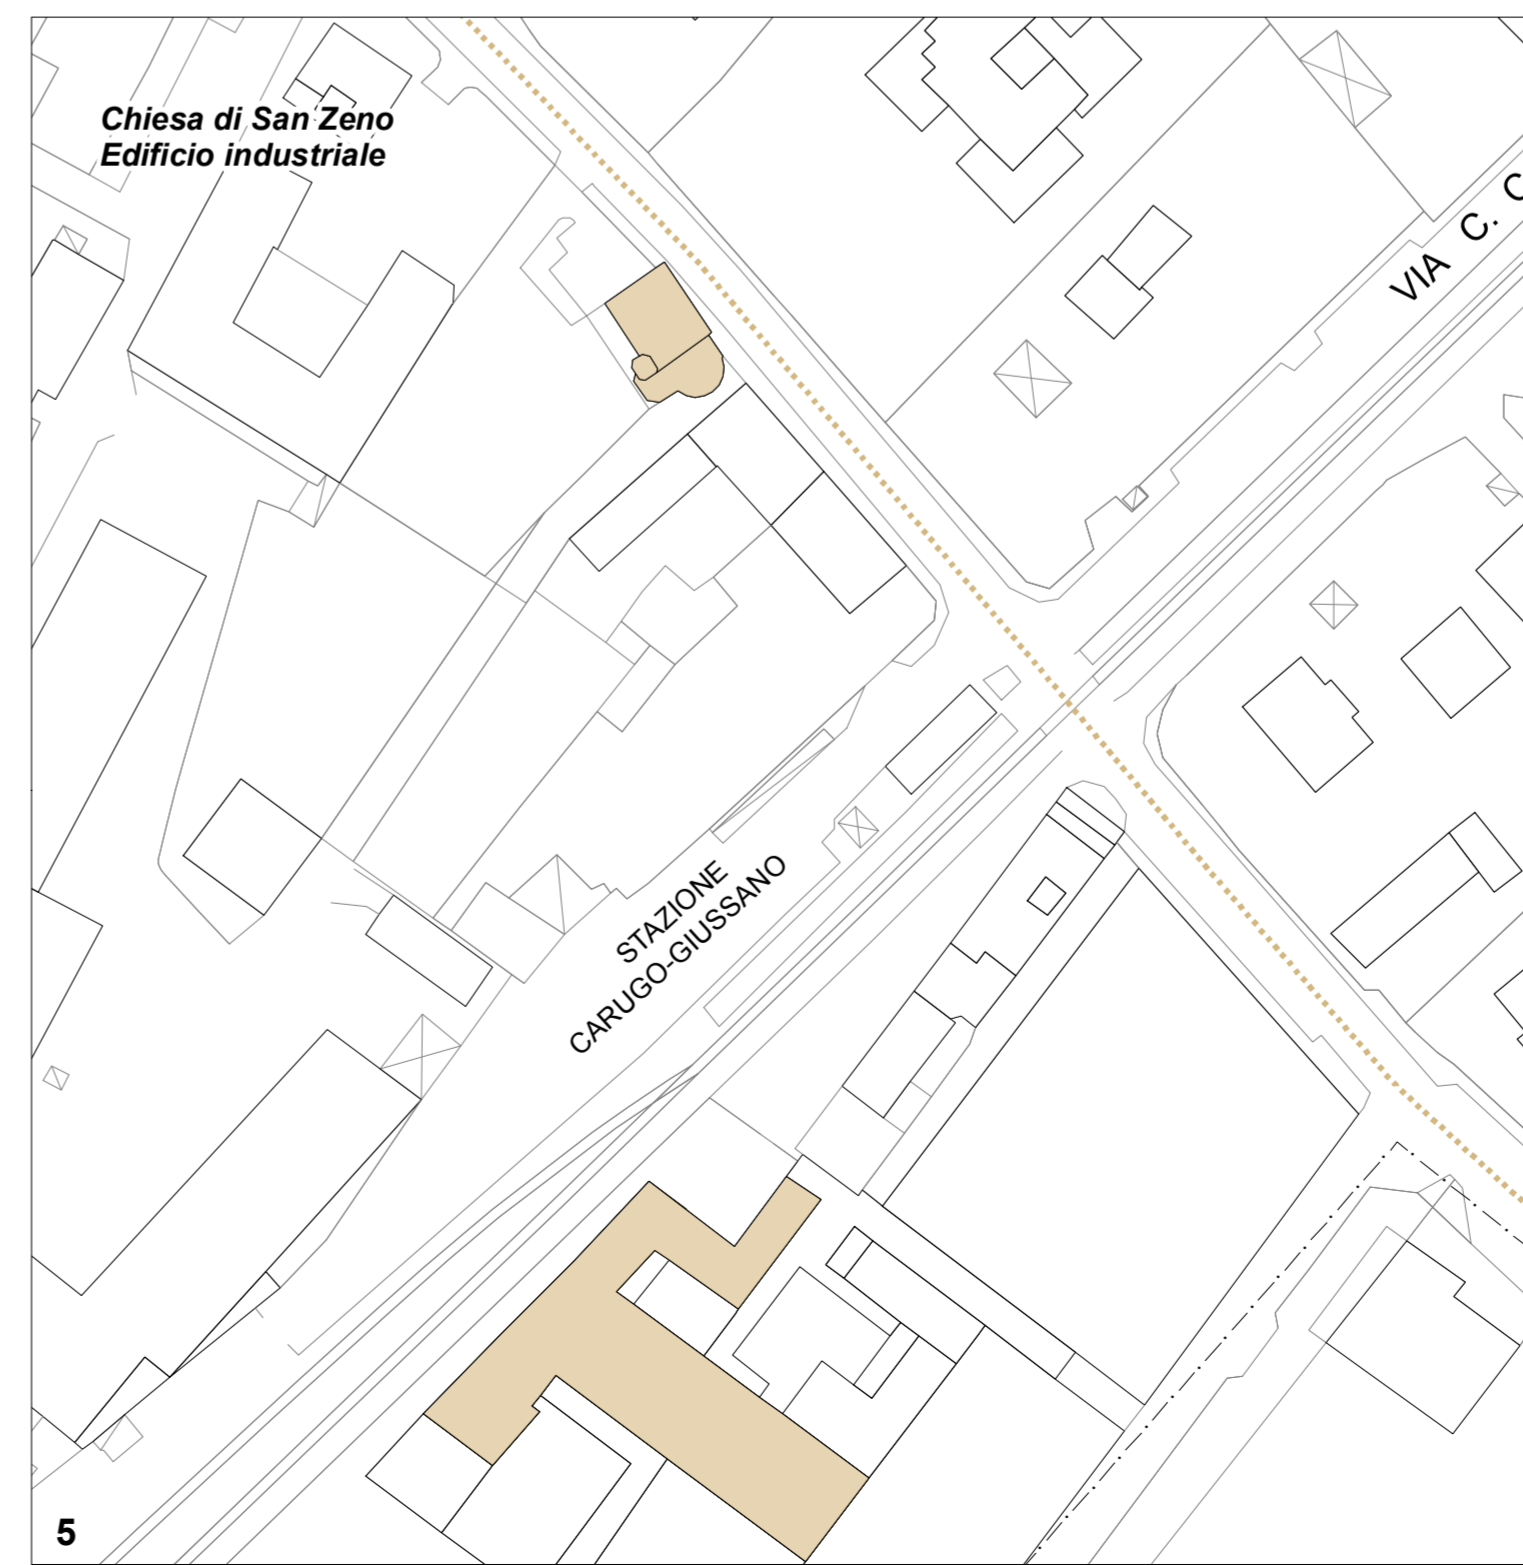 Chiesa di San Zeno
Edificio industriale
VIA C. C
STAZIONE
CARUGO-GIUSSANO
5